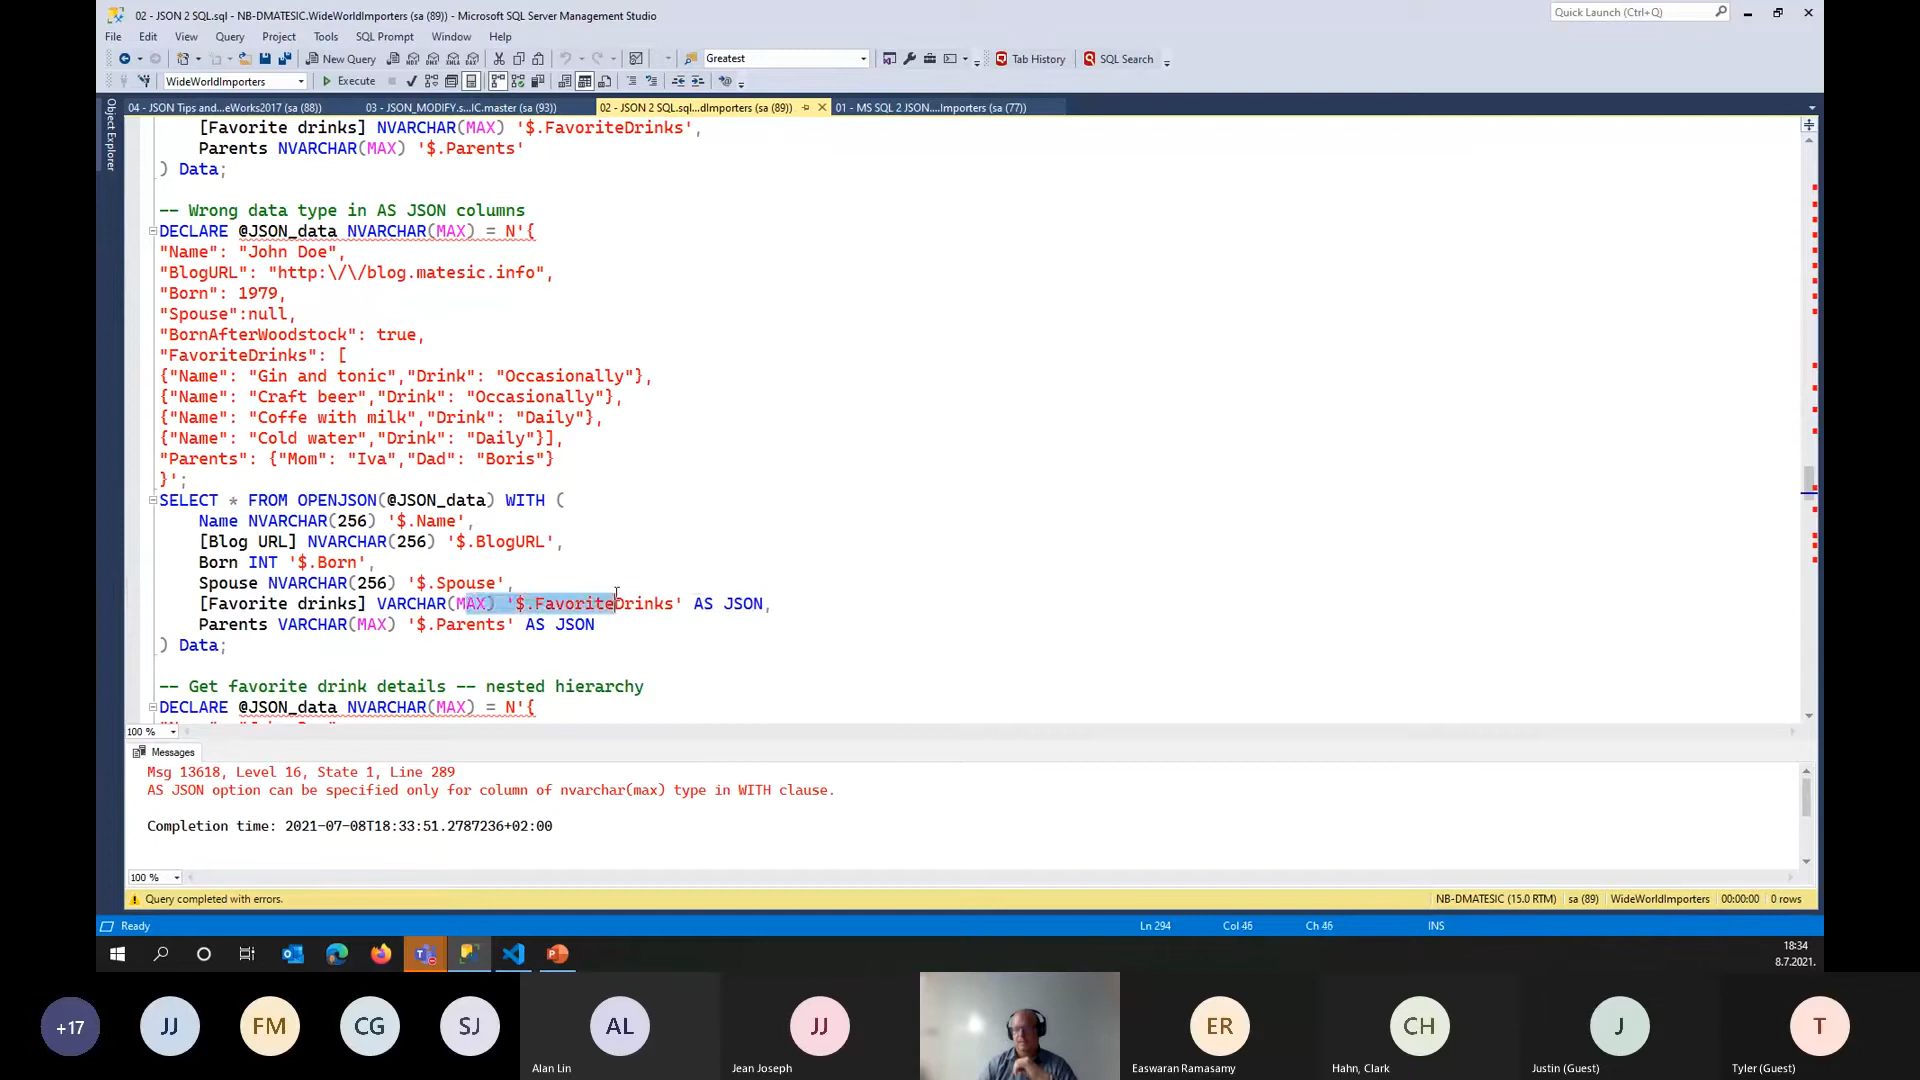 02 - JSON 2 SQL.sql - NB-DMATESIC.WideWorldImporters (sa (89)) - Microsoft SQL Server Management Studio
Quick Launch (Ctrl+Q)
File Edit View Query Project Tools SQL Prompt Window Help
New Query
Greatest
Tab History
SQL Search
WideWorldImporters
Execute
04 - JSON Tips and...eWorks2017 (sa (88))
03 - JSON_MODIFY.s...IC.master (sa (93))
02 - JSON 2 SQL.sql...dImporters (sa (89))
01 - MS SQL 2 JSON....Importers (sa (77))
Object Explorer
[Favorite drinks] NVARCHAR(MAX) '$.FavoriteDrinks',
Parents NVARCHAR(MAX) '$.Parents'
) Data;
-- Wrong data type in AS JSON columns
DECLARE @JSON_data NVARCHAR(MAX) = N'{
"Name": "John Doe",
"BlogURL": "http:\/\/blog.matesic.info",
"Born": 1979,
"Spouse":null,
"BornAfterWoodstock": true,
"FavoriteDrinks": [
{"Name": "Gin and tonic","Drink": "Occasionally"},
{"Name": "Craft beer","Drink": "Occasionally"},
{"Name": "Coffe with milk","Drink": "Daily"},
{"Name": "Cold water","Drink": "Daily"}],
"Parents": {"Mom": "Iva","Dad": "Boris"}
}';
SELECT * FROM OPENJSON(@JSON_data) WITH (
Name NVARCHAR(256) '$.Name',
[Blog URL] NVARCHAR(256) '$.BlogURL',
Born INT '$.Born',
Spouse NVARCHAR(256) '$.Spouse',
[Favorite drinks] VARCHAR(MAX) '$.FavoriteDrinks' AS JSON,
Parents VARCHAR(MAX) '$.Parents' AS JSON
) Data;
-- Get favorite drink details -- nested hierarchy
DECLARE @JSON_data NVARCHAR(MAX) = N'{
100 %
Messages
Msg 13618, Level 16, State 1, Line 289
AS JSON option can be specified only for column of nvarchar(max) type in WITH clause.
Completion time: 2021-07-08T18:33:51.2787236+02:00
100 %
Query completed with errors.
NB-DMATESIC (15.0 RTM)
sa (89)
WideWorldImporters
00:00:00
0 rows
Ready
Ln 294
Col 46
Ch 46
INS
18:34
8.7.2021.
+17
JJ
FM
CG
SJ
AL
JJ
ER
CH
J
T
Alan Lin
Jean Joseph
Easwaran Ramasamy
Hahn, Clark
Justin (Guest)
Tyler (Guest)